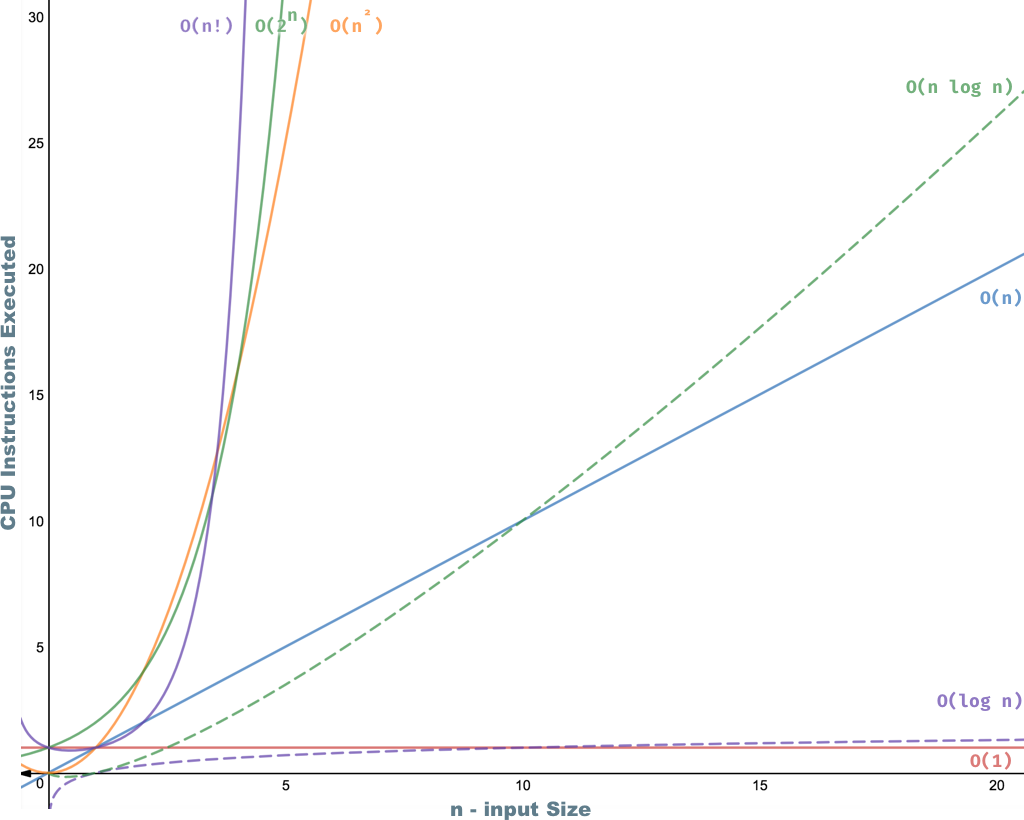 30
O(n!)
O(2ⁿ)
O(n²)
O(n log n)
25
20
O(n)
15
10
5
O(log n)
O(1)
0
5
10
15
20
CPU Instructions Executed
n - input Size